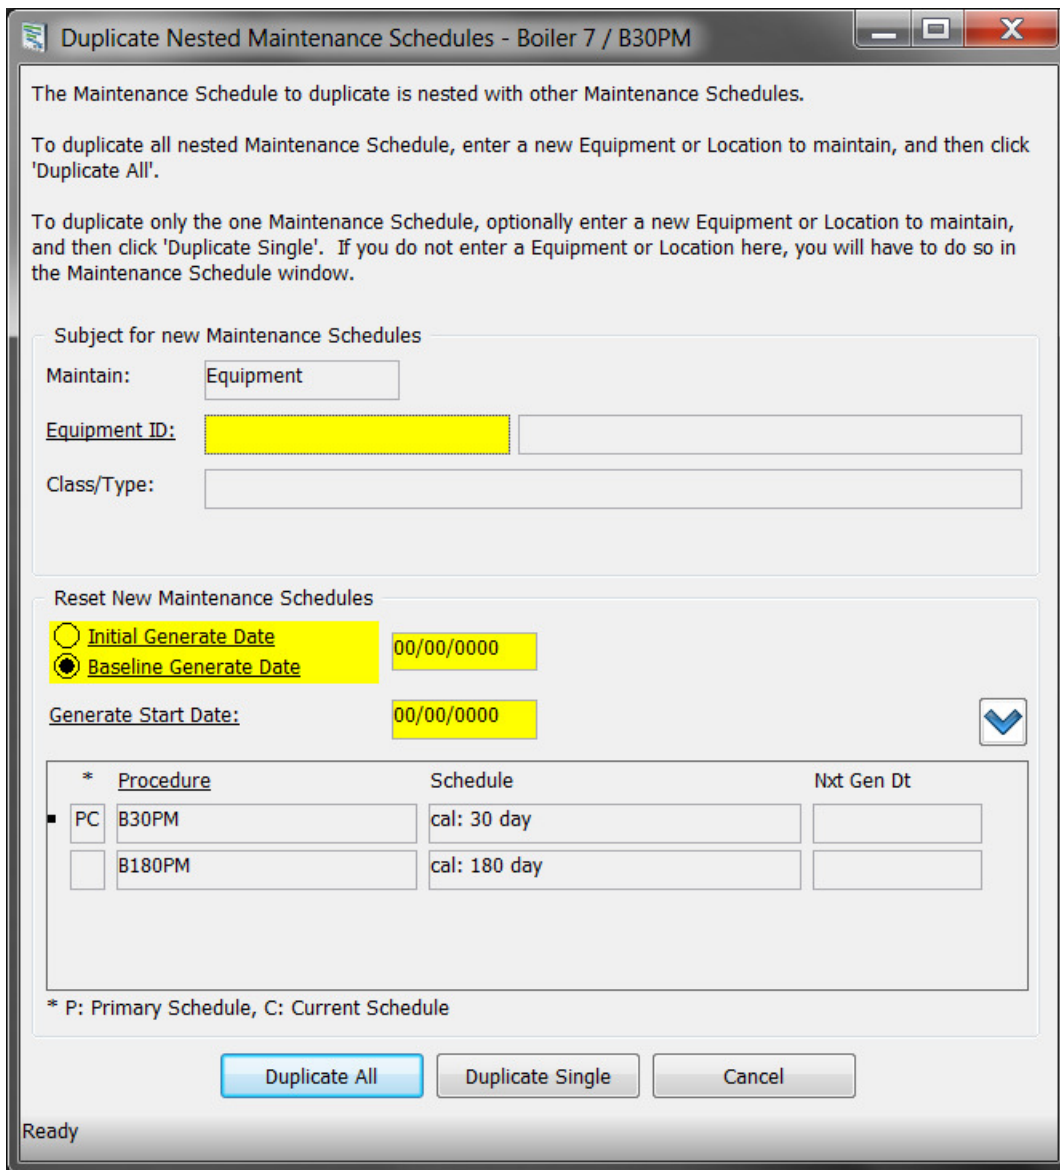 Duplicate Nested Maintenance Schedules - Boiler 7 / B30PM
The Maintenance Schedule to duplicate is nested with other Maintenance Schedules.
To duplicate all nested Maintenance Schedule, enter a new Equipment or Location to maintain, and then click
'Duplicate All'.
To duplicate only the one Maintenance Schedule, optionally enter a new Equipment or Location to maintain,
and then click 'Duplicate Single'.  If you do not enter a Equipment or Location here, you will have to do so in
the Maintenance Schedule window.
Subject for new Maintenance Schedules
Maintain: Equipment
Equipment ID:
Class/Type:
Reset New Maintenance Schedules
Initial Generate Date
Baseline Generate Date 00/00/0000
Generate Start Date: 00/00/0000
* Procedure Schedule Nxt Gen Dt
PC B30PM cal: 30 day
B180PM cal: 180 day
* P: Primary Schedule, C: Current Schedule
Duplicate All Duplicate Single Cancel
Ready